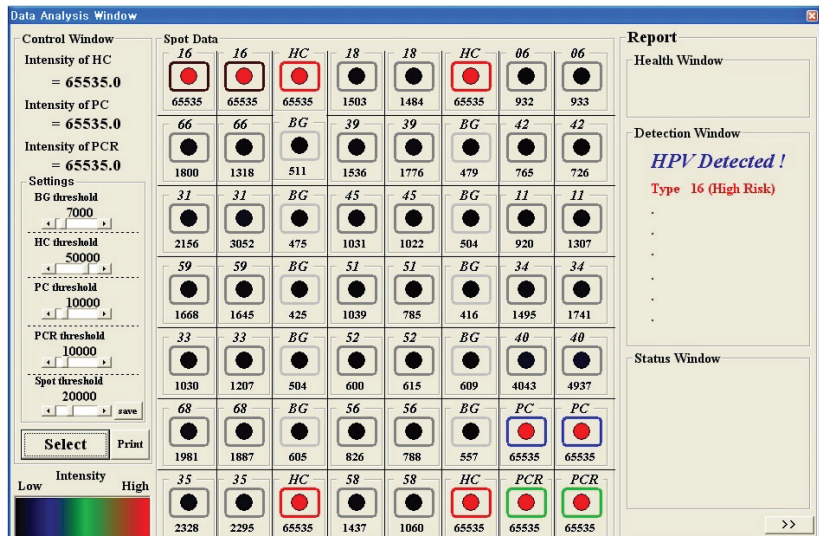 Data Analysis Window
Control Window
Intensity of HC
= 65535.0
Intensity of PC
= 65535.0
Intensity of PCR
= 65535.0
Settings
BG threshold
7000
HC threshold
50000
PC threshold
10000
PCR threshold
10000
Spot threshold
20000
save
Select Print
Intensity
Low High
Spot Data
16 16 HC 18 18 HC 06 06
65535 65535 65535 1503 1484 65535 932 933
66 66 BG 39 39 BG 42 42
1800 1318 511 1536 1776 479 765 726
31 31 BG 45 45 BG 11 11
2156 3052 475 1031 1022 504 920 1307
59 59 BG 51 51 BG 34 34
1668 1645 425 1039 785 416 1495 1741
33 33 BG 52 52 BG 40 40
1030 1207 504 600 615 609 4043 4937
68 68 BG 56 56 BG PC PC
1981 1887 605 826 788 557 65535 65535
35 35 HC 58 58 HC PCR PCR
2328 2295 65535 1437 1060 65535 65535 65535
Report
Health Window
Detection Window
HPV Detected !
Type 16 (High Risk)
.
.
.
.
.
.
Status Window
>>